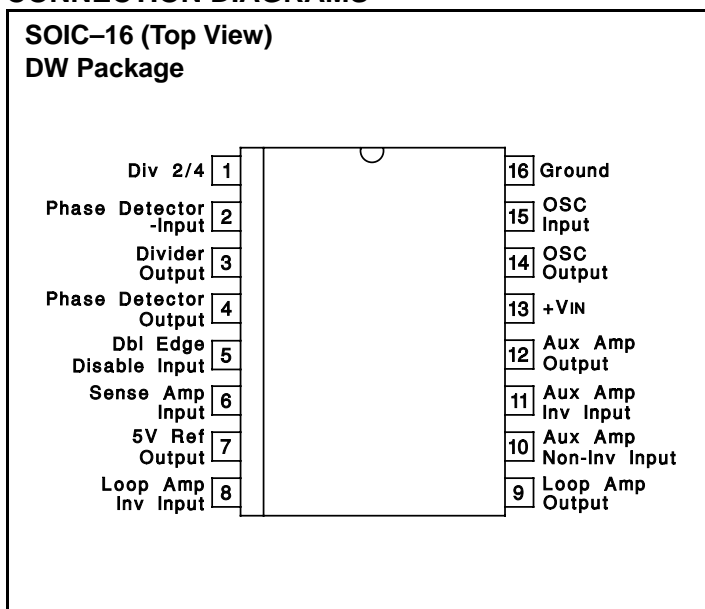 CONNECTION DIAGRAMS
SOIC–16 (Top View)
DW Package
Div 2/4 1
Phase Detector
-Input 2
Divider
Output 3
Phase Detector
Output 4
Dbl Edge
Disable Input 5
Sense Amp
Input 6
5V Ref
Output 7
Loop Amp
Inv Input 8
16 Ground
15 OSC
Input
14 OSC
Output
13 +VIN
12 Aux Amp
Output
11 Aux Amp
Inv Input
10 Aux Amp
Non-Inv Input
9 Loop Amp
Output